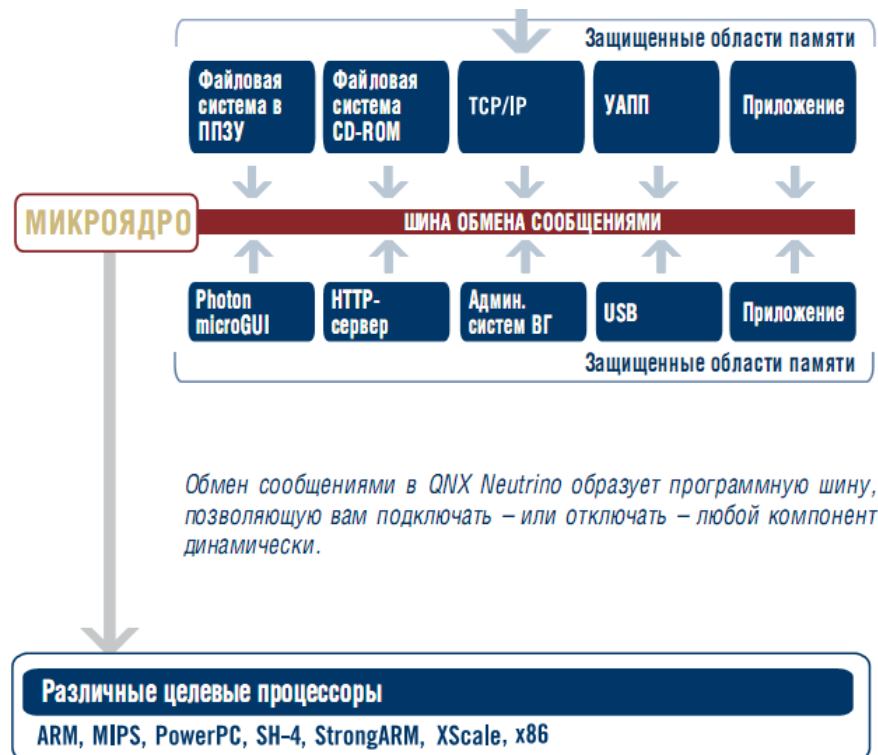 Защищенные области памяти
Файловая
система в
ППЗУ
Файловая
система
CD-ROM
TCP/IP
УАПП
Приложение
МИКРОЯДРО
ШИНА ОБМЕНА СООБЩЕНИЯМИ
Photon
microGUI
HTTP-
сервер
Админ.
систем ВГ
USB
Приложение
Защищенные области памяти
Обмен сообщениями в QNX Neutrino образует программную шину,
позволяющую вам подключать – или отключать – любой компонент
динамически.
Различные целевые процессоры
ARM, MIPS, PowerPC, SH-4, StrongARM, XScale, x86